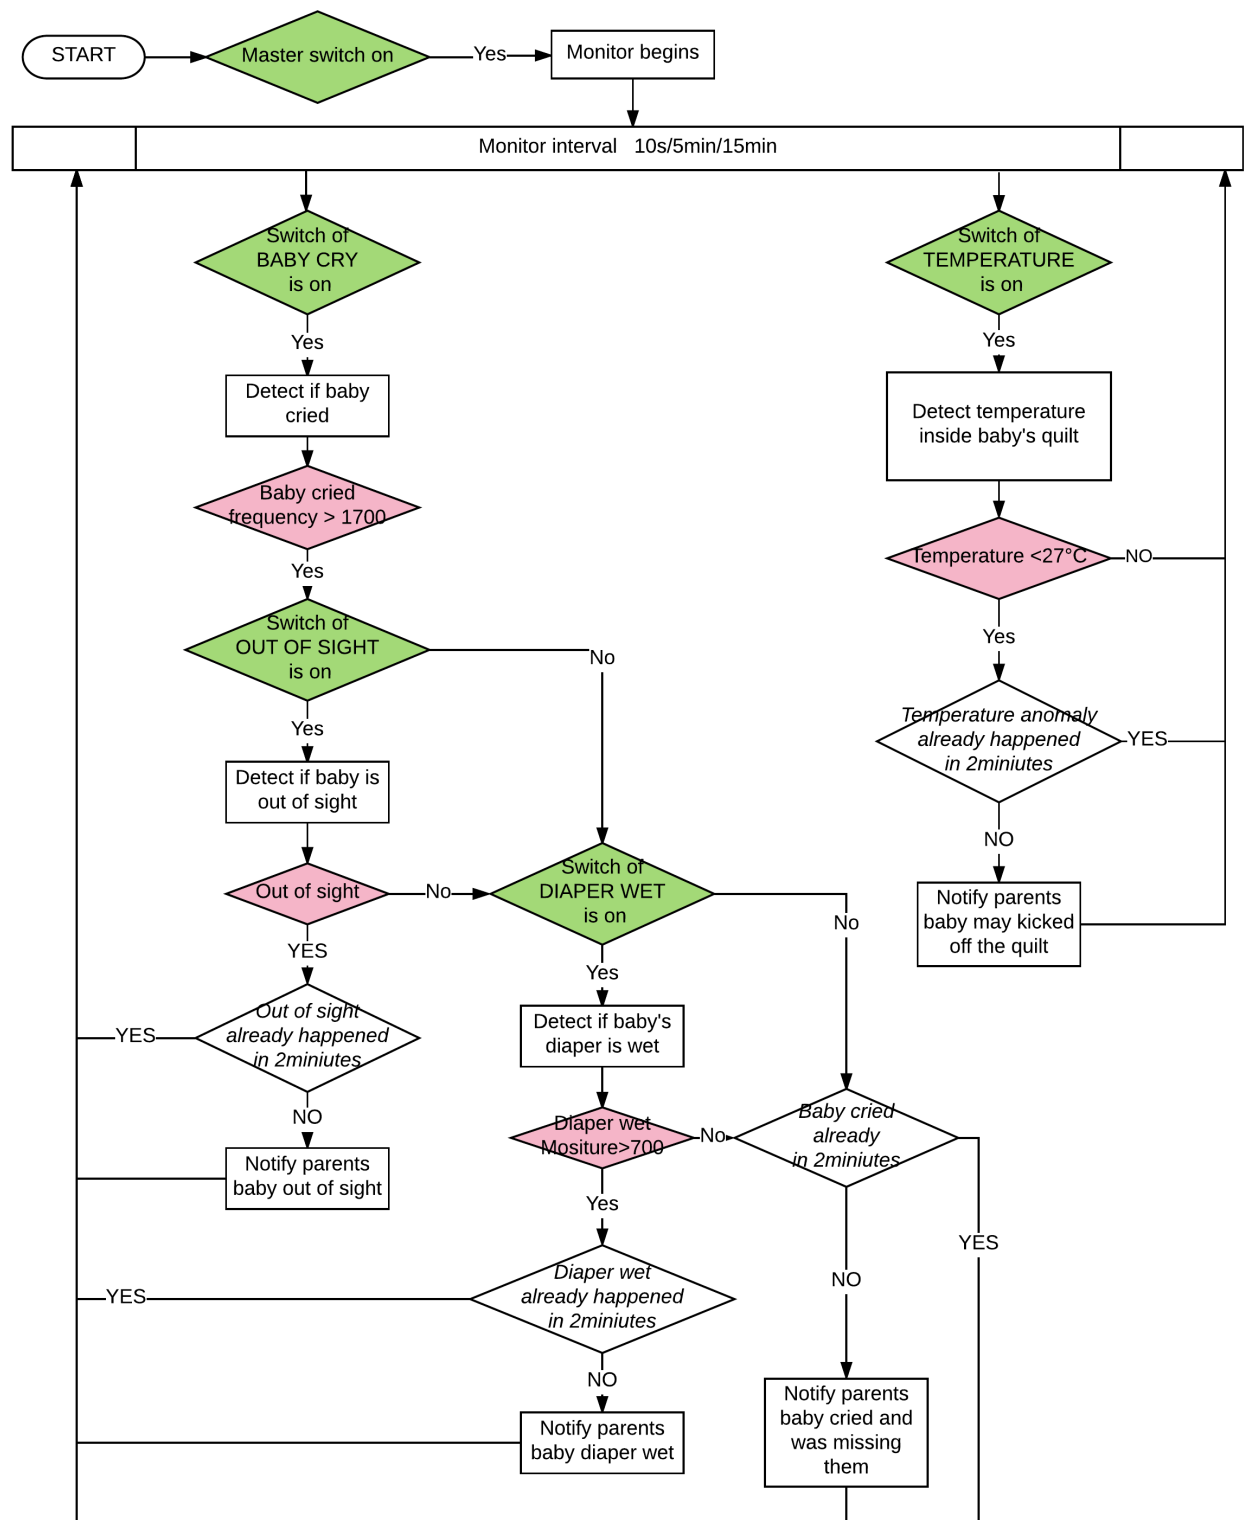 START
Master switch on
Yes
Monitor begins
Monitor interval   10s/5min/15min
Switch of
BABY CRY
is on
Yes
Detect if baby
cried
Baby cried
frequency > 1700
Yes
Switch of
OUT OF SIGHT
is on
No
Yes
Detect if baby is
out of sight
Out of sight
No
YES
Out of sight
already happened
in 2miniutes
YES
NO
Notify parents
baby out of sight
Switch of
DIAPER WET
is on
No
Yes
Detect if baby's
diaper is wet
Diaper wet
Mositure>700
No
Yes
Diaper wet
already happened
in 2miniutes
YES
NO
Notify parents
baby diaper wet
Baby cried
already
in 2miniutes
YES
NO
Notify parents
baby cried and
was missing
them
Switch of
TEMPERATURE
is on
Yes
Detect temperature
inside baby's quilt
Temperature <27°C
NO
Yes
Temperature anomaly
already happened
in 2miniutes
YES
NO
Notify parents
baby may kicked
off the quilt